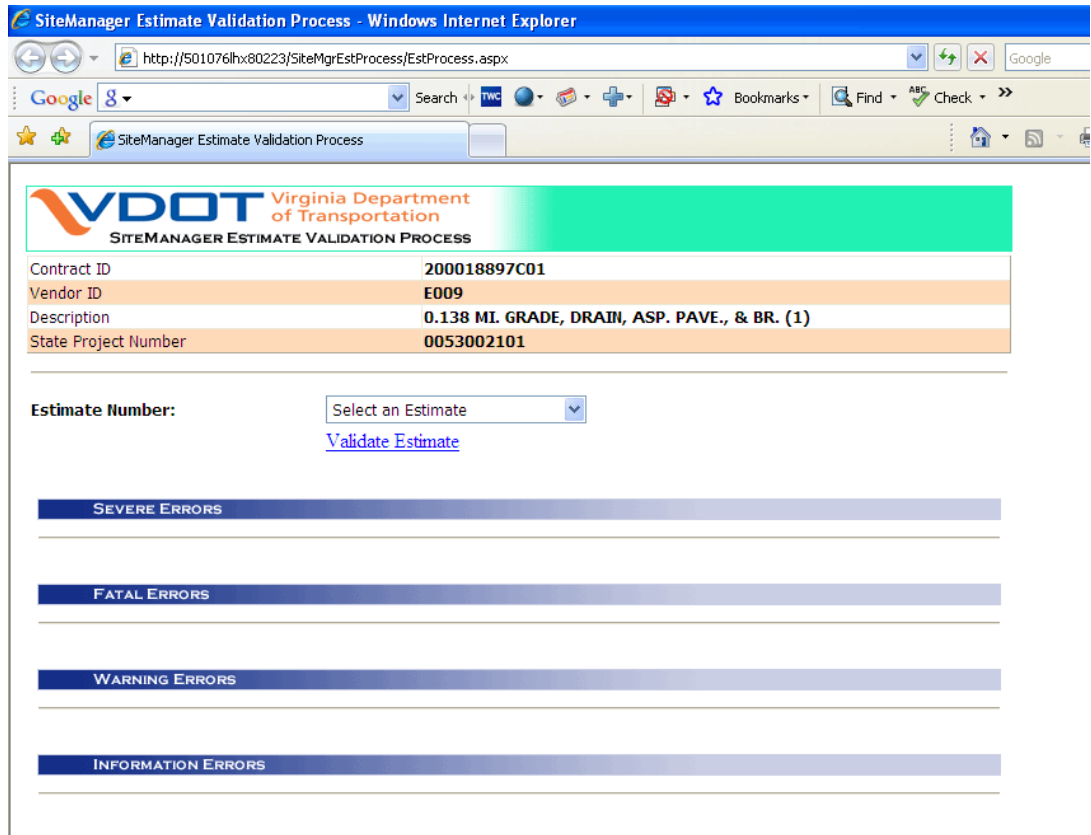 SiteManager Estimate Validation Process - Windows Internet Explorer
http://501076lhx80223/SiteMgrEstProcess/EstProcess.aspx Google
Google g Search TWC Bookmarks Find ABC Check
SiteManager Estimate Validation Process
VDOT Virginia Department
of Transportation
SITEMANAGER ESTIMATE VALIDATION PROCESS
Contract ID 200018897C01
Vendor ID E009
Description 0.138 MI. GRADE, DRAIN, ASP. PAVE., & BR. (1)
State Project Number 0053002101
Estimate Number: Select an Estimate
Validate Estimate
SEVERE ERRORS
FATAL ERRORS
WARNING ERRORS
INFORMATION ERRORS